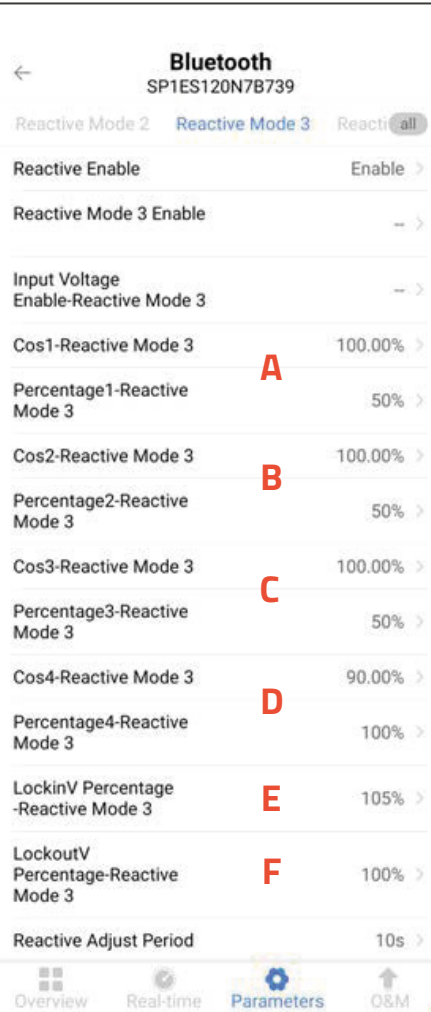 Bluetooth
SP1ES120N7B739
Reactive Mode 2 Reactive Mode 3 Reacti all
Reactive Enable Enable
Reactive Mode 3 Enable --
Input Voltage
Enable-Reactive Mode 3 --
Cos1-Reactive Mode 3 100.00%
A
Percentage1-Reactive
Mode 3 50%
Cos2-Reactive Mode 3 100.00%
B
Percentage2-Reactive
Mode 3 50%
Cos3-Reactive Mode 3 100.00%
C
Percentage3-Reactive
Mode 3 50%
Cos4-Reactive Mode 3 90.00%
D
Percentage4-Reactive
Mode 3 100%
LockinV Percentage
-Reactive Mode 3 E 105%
LockoutV
Percentage-Reactive F 100%
Mode 3
Reactive Adjust Period 10s
Overview Real-time Parameters O&M